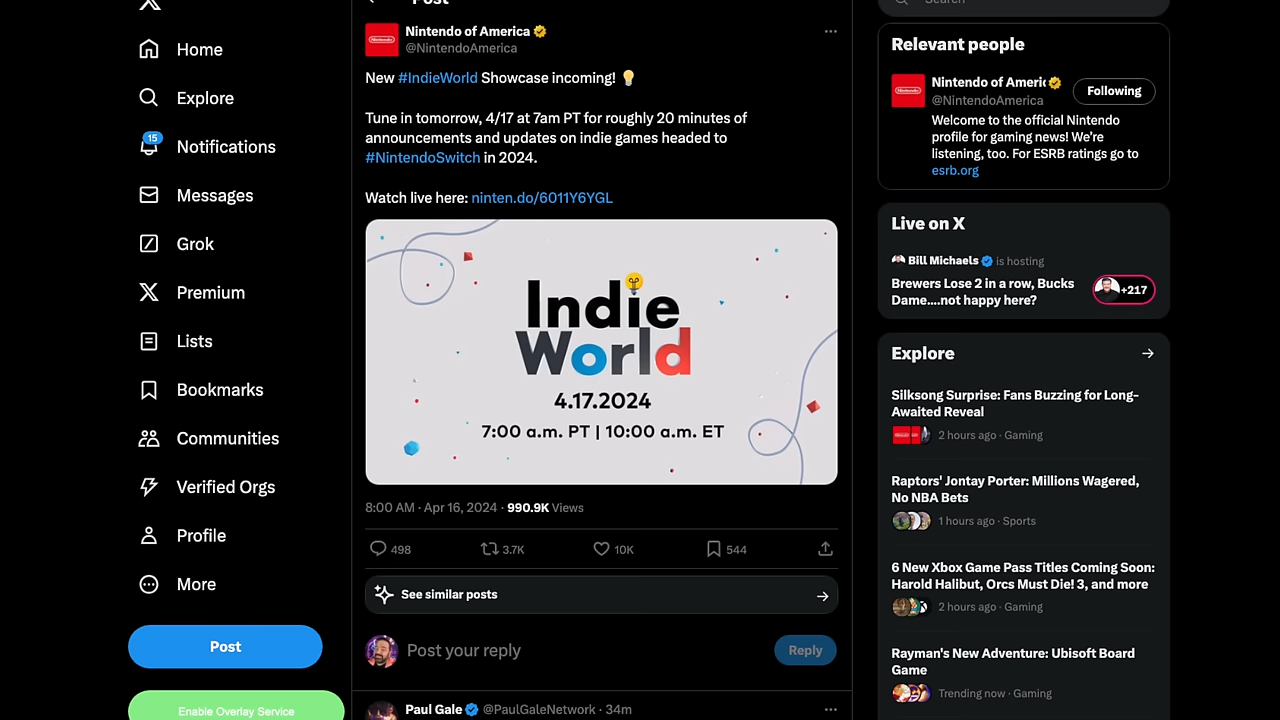 Post
Home
Explore
15
Notifications
Messages
Grok
Premium
Lists
Bookmarks
Communities
Verified Orgs
Profile
More
Post
Enable Overlay Service
Nintendo of America
@NintendoAmerica
New #IndieWorld Showcase incoming! 💡
Tune in tomorrow, 4/17 at 7am PT for roughly 20 minutes of
announcements and updates on indie games headed to
#NintendoSwitch in 2024.
Watch live here: ninten.do/6011Y6YGL
Indie
World
4.17.2024
7:00 a.m. PT | 10:00 a.m. ET
8:00 AM · Apr 16, 2024 · 990.9K Views
498 3.7K 10K 544
See similar posts
Post your reply
Reply
Paul Gale @PaulGaleNetwork · 34m
Search
Relevant people
Nintendo of Americ
@NintendoAmerica
Following
Welcome to the official Nintendo
profile for gaming news! We're
listening, too. For ESRB ratings go to
esrb.org
Live on X
Bill Michaels is hosting
Brewers Lose 2 in a row, Bucks
Dame....not happy here?
+217
Explore
Silksong Surprise: Fans Buzzing for Long-
Awaited Reveal
2 hours ago · Gaming
Raptors' Jontay Porter: Millions Wagered,
No NBA Bets
1 hours ago · Sports
6 New Xbox Game Pass Titles Coming Soon:
Harold Halibut, Orcs Must Die! 3, and more
2 hours ago · Gaming
Rayman's New Adventure: Ubisoft Board
Game
Trending now · Gaming